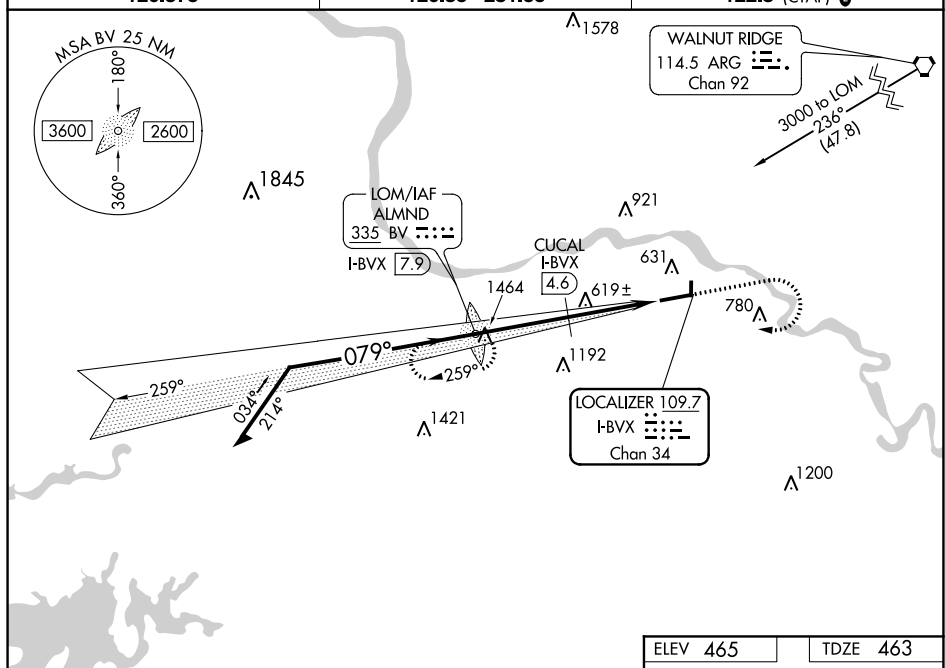 122.8 (CTAF)
MSA BV 25 NM
180°
3600
2600
360°
1578
WALNUT RIDGE
114.5 ARG
Chan 92
3000 to LOM
236°
(47.8)
1845
LOM/IAF
ALMND
335 BV
I-BVX 7.9
921
CUCAL
I-BVX
4.6
631
1464
619±
780
079°
259°
1192
259°
034°
214°
1421
LOCALIZER 109.7
I-BVX
Chan 34
1200
ELEV 465
TDZE 463